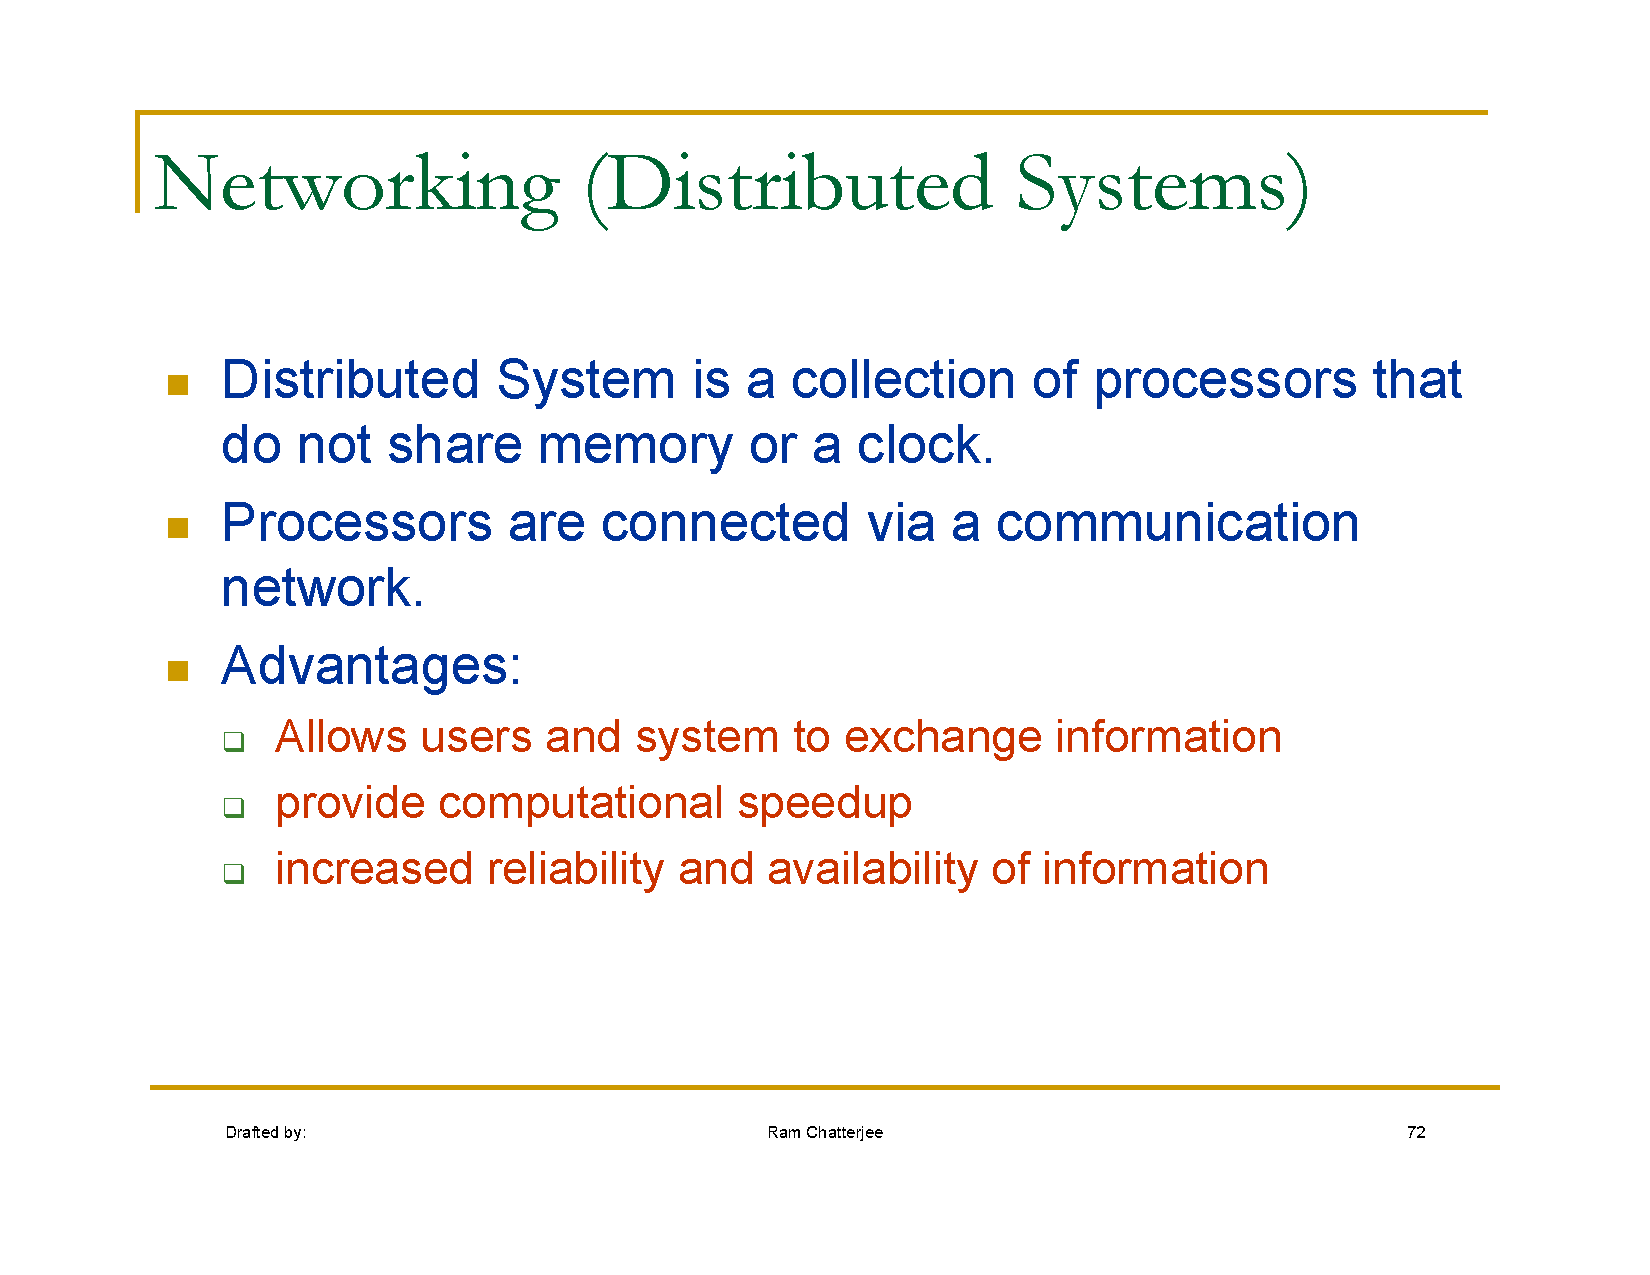 Networking (Distributed Systems)
Distributed System is a collection of processors that
do not share memory or a clock.
Processors are connected via a communication
network.
Advantages:
Allows users and system to exchange information
provide computational speedup
increased reliability and availability of information
Drafted by: Ram Chatterjee 72